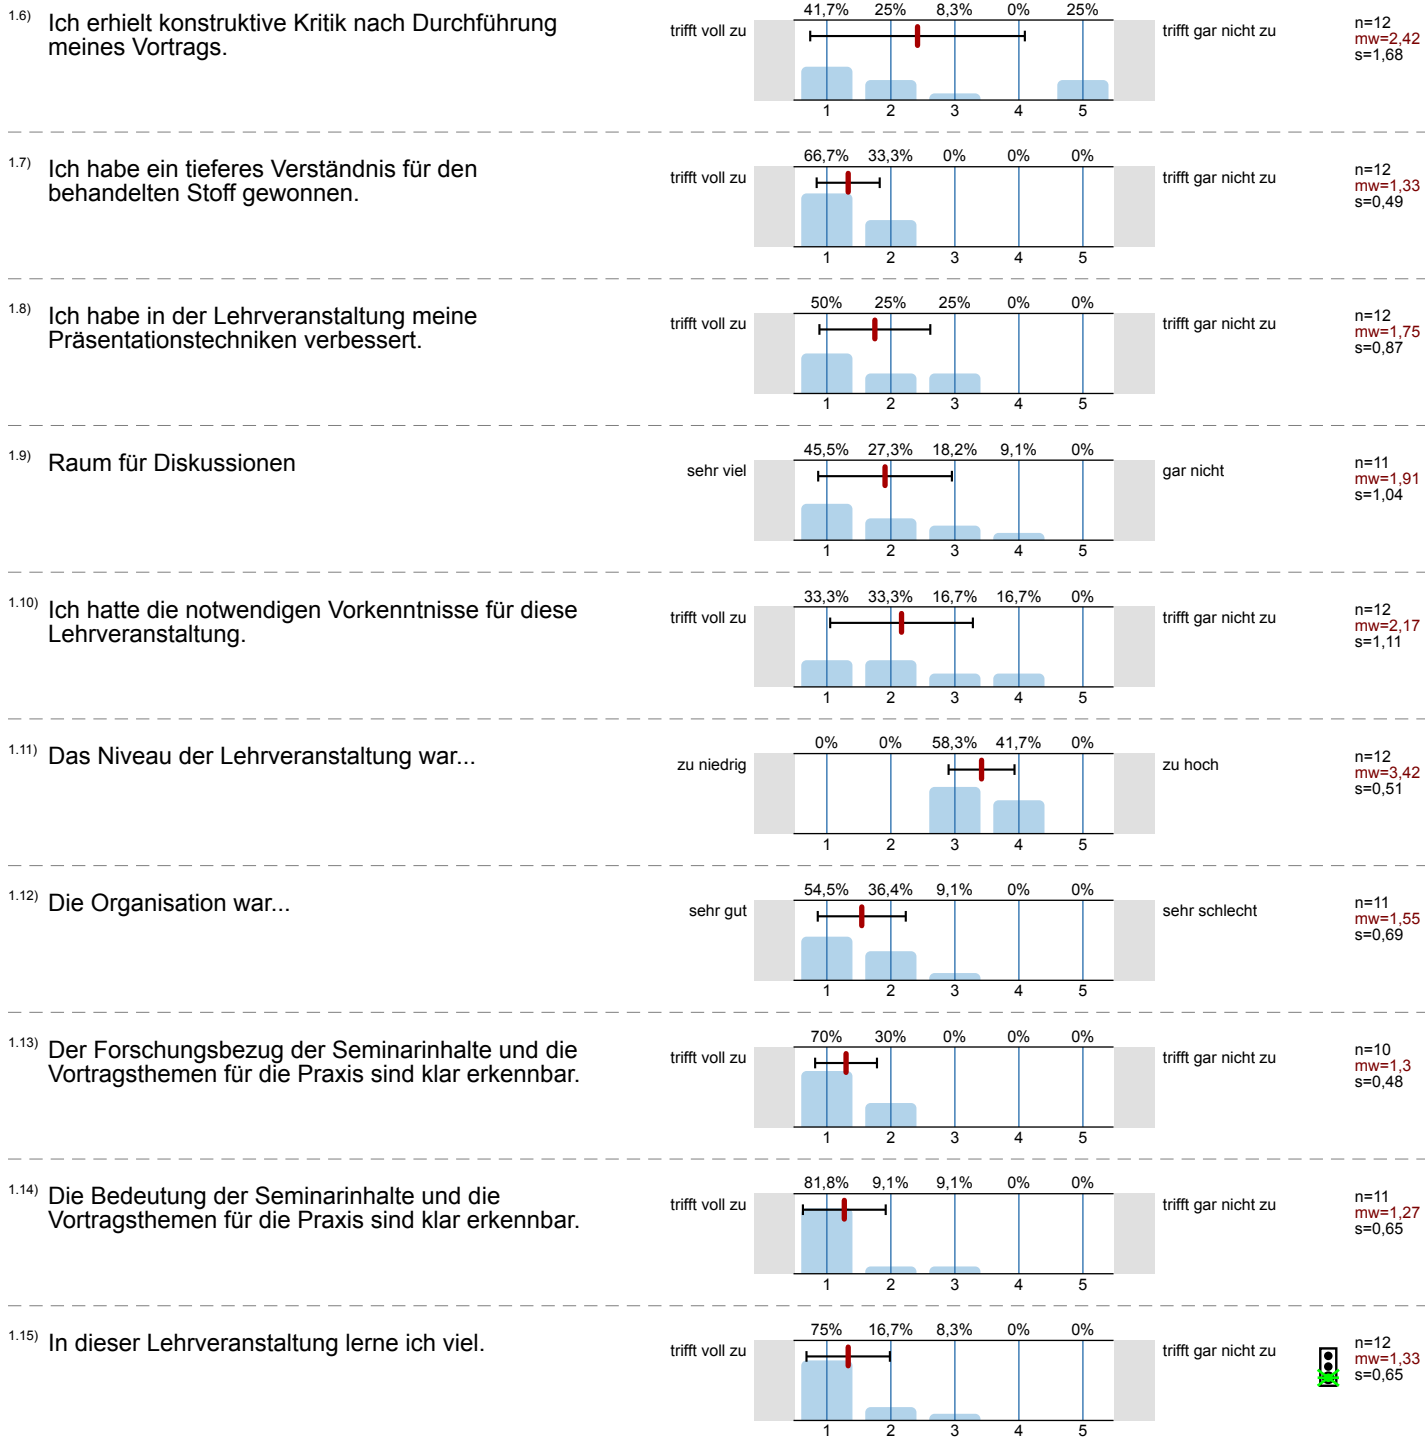 1.6) Ich erhielt konstruktive Kritik nach Durchführung
meines Vortrags.
trifft voll zu
41,7% 25% 8,3% 0% 25%
1 2 3 4 5
trifft gar nicht zu
n=12
mw=2,42
s=1,68
1.7) Ich habe ein tieferes Verständnis für den
behandelten Stoff gewonnen.
trifft voll zu
66,7% 33,3% 0% 0% 0%
1 2 3 4 5
trifft gar nicht zu
n=12
mw=1,33
s=0,49
1.8) Ich habe in der Lehrveranstaltung meine
Präsentationstechniken verbessert.
trifft voll zu
50% 25% 25% 0% 0%
1 2 3 4 5
trifft gar nicht zu
n=12
mw=1,75
s=0,87
1.9) Raum für Diskussionen
sehr viel
45,5% 27,3% 18,2% 9,1% 0%
1 2 3 4 5
gar nicht
n=11
mw=1,91
s=1,04
1.10) Ich hatte die notwendigen Vorkenntnisse für diese
Lehrveranstaltung.
trifft voll zu
33,3% 33,3% 16,7% 16,7% 0%
1 2 3 4 5
trifft gar nicht zu
n=12
mw=2,17
s=1,11
1.11) Das Niveau der Lehrveranstaltung war...
zu niedrig
0% 0% 58,3% 41,7% 0%
1 2 3 4 5
zu hoch
n=12
mw=3,42
s=0,51
1.12) Die Organisation war...
sehr gut
54,5% 36,4% 9,1% 0% 0%
1 2 3 4 5
sehr schlecht
n=11
mw=1,55
s=0,69
1.13) Der Forschungsbezug der Seminarinhalte und die
Vortragsthemen für die Praxis sind klar erkennbar.
trifft voll zu
70% 30% 0% 0% 0%
1 2 3 4 5
trifft gar nicht zu
n=10
mw=1,3
s=0,48
1.14) Die Bedeutung der Seminarinhalte und die
Vortragsthemen für die Praxis sind klar erkennbar.
trifft voll zu
81,8% 9,1% 9,1% 0% 0%
1 2 3 4 5
trifft gar nicht zu
n=11
mw=1,27
s=0,65
1.15) In dieser Lehrveranstaltung lerne ich viel.
trifft voll zu
75% 16,7% 8,3% 0% 0%
1 2 3 4 5
trifft gar nicht zu
n=12
mw=1,33
s=0,65